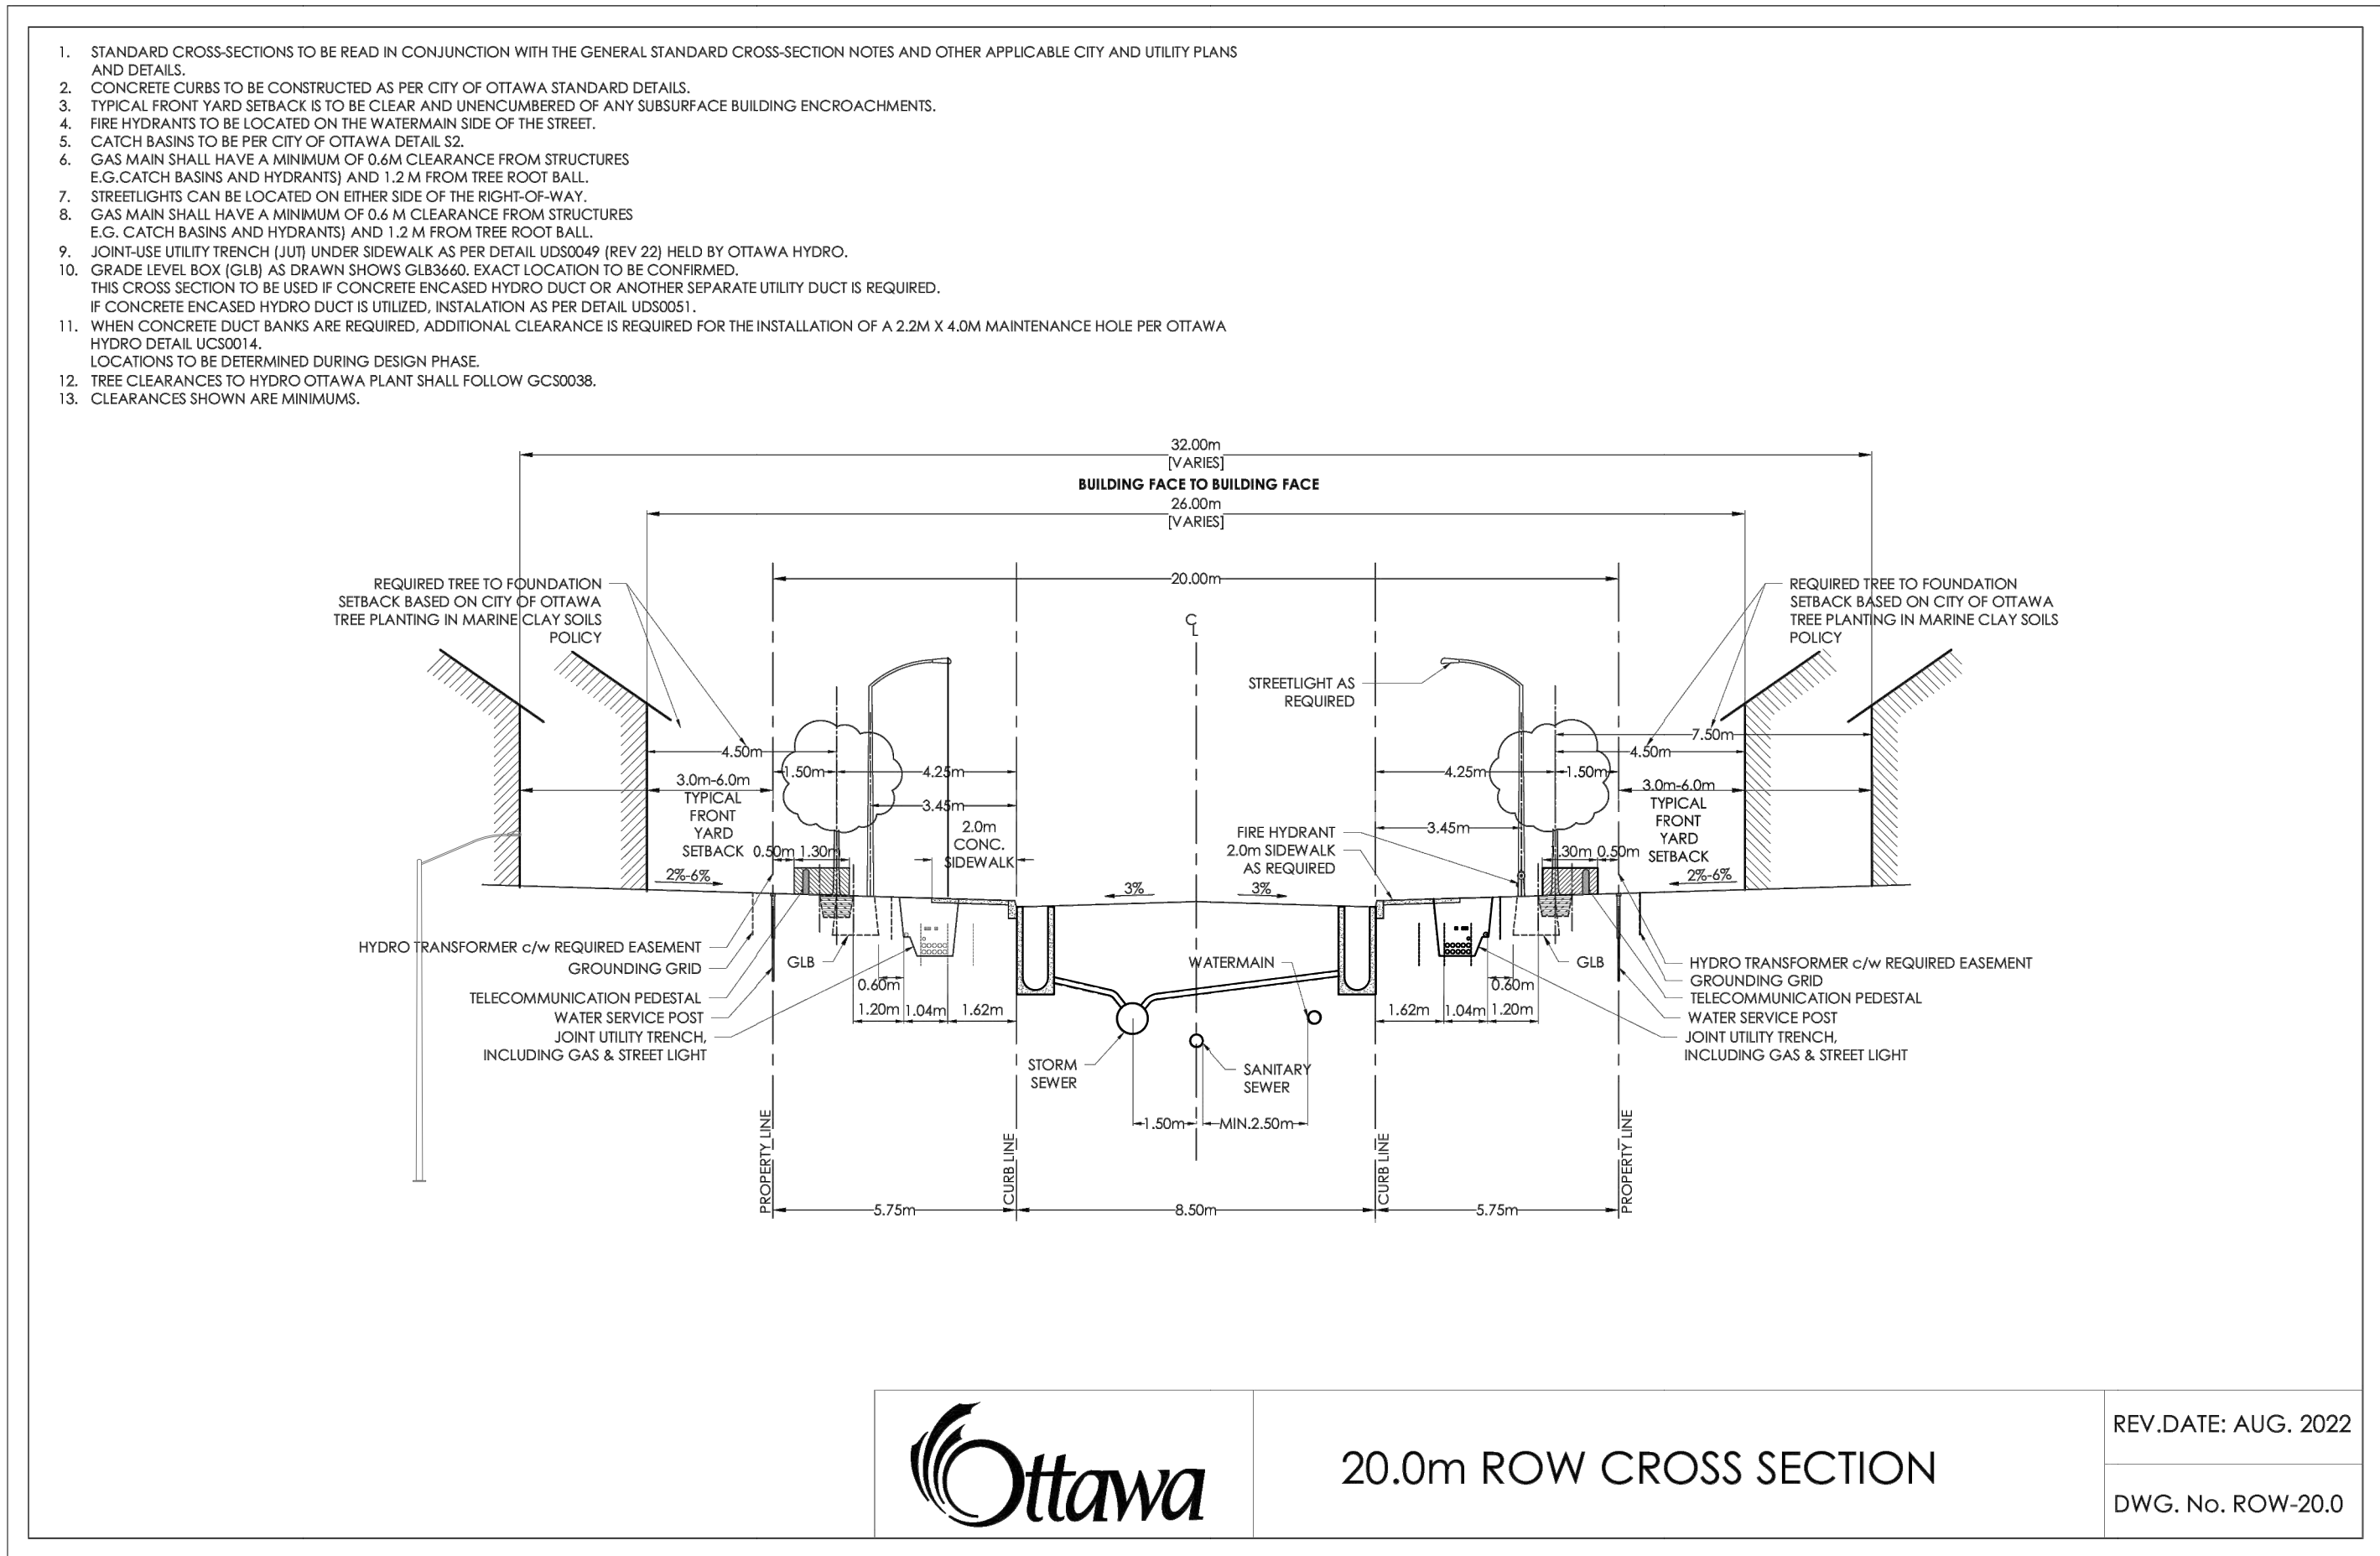 1. STANDARD CROSS-SECTIONS TO BE READ IN CONJUNCTION WITH THE GENERAL STANDARD CROSS-SECTION NOTES AND OTHER APPLICABLE CITY AND UTILITY PLANS
AND DETAILS.
2. CONCRETE CURBS TO BE CONSTRUCTED AS PER CITY OF OTTAWA STANDARD DETAILS.
3. TYPICAL FRONT YARD SETBACK IS TO BE CLEAR AND UNENCUMBERED OF ANY SUBSURFACE BUILDING ENCROACHMENTS.
4. FIRE HYDRANTS TO BE LOCATED ON THE WATERMAIN SIDE OF THE STREET.
5. CATCH BASINS TO BE PER CITY OF OTTAWA DETAIL S2.
6. GAS MAIN SHALL HAVE A MINIMUM OF 0.6M CLEARANCE FROM STRUCTURES
E.G.CATCH BASINS AND HYDRANTS) AND 1.2 M FROM TREE ROOT BALL.
7. STREETLIGHTS CAN BE LOCATED ON EITHER SIDE OF THE RIGHT-OF-WAY.
8. GAS MAIN SHALL HAVE A MINIMUM OF 0.6 M CLEARANCE FROM STRUCTURES
E.G. CATCH BASINS AND HYDRANTS) AND 1.2 M FROM TREE ROOT BALL.
9. JOINT-USE UTILITY TRENCH (JUT) UNDER SIDEWALK AS PER DETAIL UDS0049 (REV 22) HELD BY OTTAWA HYDRO.
10. GRADE LEVEL BOX (GLB) AS DRAWN SHOWS GLB3660. EXACT LOCATION TO BE CONFIRMED.
THIS CROSS SECTION TO BE USED IF CONCRETE ENCASED HYDRO DUCT OR ANOTHER SEPARATE UTILITY DUCT IS REQUIRED.
IF CONCRETE ENCASED HYDRO DUCT IS UTILIZED, INSTALATION AS PER DETAIL UDS0051.
11. WHEN CONCRETE DUCT BANKS ARE REQUIRED, ADDITIONAL CLEARANCE IS REQUIRED FOR THE INSTALLATION OF A 2.2M X 4.0M MAINTENANCE HOLE PER OTTAWA
HYDRO DETAIL UCS0014.
LOCATIONS TO BE DETERMINED DURING DESIGN PHASE.
12. TREE CLEARANCES TO HYDRO OTTAWA PLANT SHALL FOLLOW GCS0038.
13. CLEARANCES SHOWN ARE MINIMUMS.
32.00m
[VARIES]
BUILDING FACE TO BUILDING FACE
26.00m
[VARIES]
20.00m
REQUIRED TREE TO FOUNDATION
SETBACK BASED ON CITY OF OTTAWA
TREE PLANTING IN MARINE CLAY SOILS
POLICY
REQUIRED TREE TO FOUNDATION
SETBACK BASED ON CITY OF OTTAWA
TREE PLANTING IN MARINE CLAY SOILS
POLICY
CL
STREETLIGHT AS
REQUIRED
4.50m
1.50m
4.25m
3.45m
3.0m-6.0m
TYPICAL
FRONT
YARD
SETBACK
0.50m 1.30m
2.0m
CONC.
SIDEWALK
2%-6%
3%
3%
FIRE HYDRANT
2.0m SIDEWALK
AS REQUIRED
7.50m
4.50m
4.25m
1.50m
3.45m
3.0m-6.0m
TYPICAL
FRONT
YARD
SETBACK
1.30m 0.50m
2%-6%
HYDRO TRANSFORMER c/w REQUIRED EASEMENT
GROUNDING GRID
TELECOMMUNICATION PEDESTAL
WATER SERVICE POST
JOINT UTILITY TRENCH,
INCLUDING GAS & STREET LIGHT
GLB
0.60m
1.20m 1.04m 1.62m
WATERMAIN
STORM
SEWER
SANITARY
SEWER
1.50m
MIN.2.50m
GLB
0.60m
1.62m 1.04m 1.20m
HYDRO TRANSFORMER c/w REQUIRED EASEMENT
GROUNDING GRID
TELECOMMUNICATION PEDESTAL
WATER SERVICE POST
JOINT UTILITY TRENCH,
INCLUDING GAS & STREET LIGHT
PROPERTY LINE
CURB LINE
CURB LINE
PROPERTY LINE
5.75m
8.50m
5.75m
Ottawa
20.0m ROW CROSS SECTION
REV.DATE: AUG. 2022
DWG. No. ROW-20.0